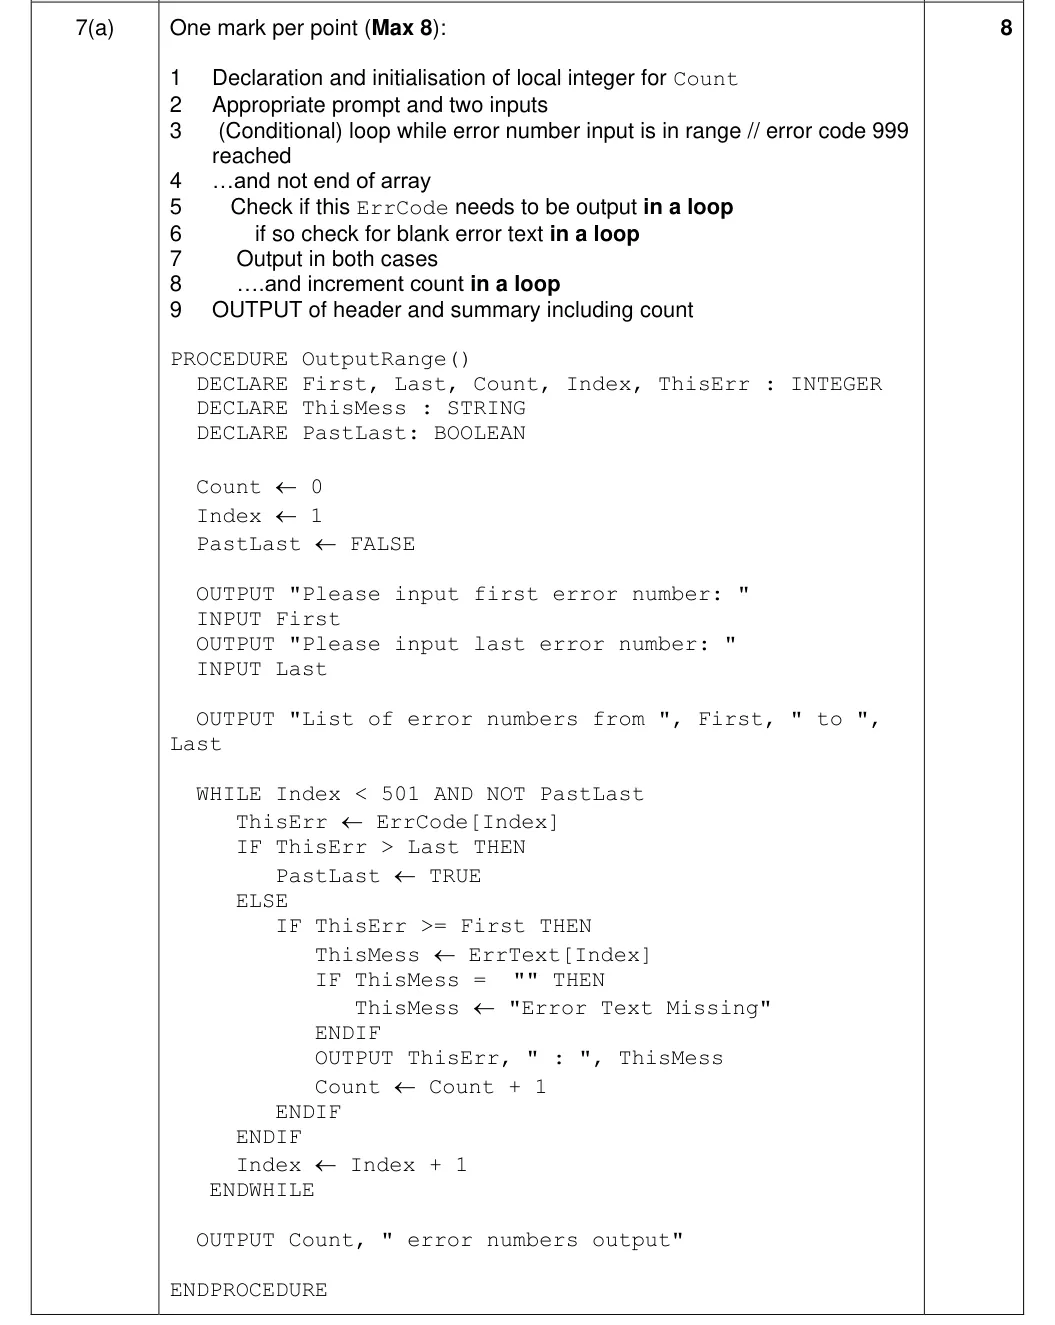 7(a) One mark per point (Max 8): 8
1 Declaration and initialisation of local integer for Count
2 Appropriate prompt and two inputs
3 (Conditional) loop while error number input is in range // error code 999
reached
4 …and not end of array
5 Check if this ErrCode needs to be output in a loop
6 if so check for blank error text in a loop
7 Output in both cases
8 ….and increment count in a loop
9 OUTPUT of header and summary including count
PROCEDURE OutputRange()
DECLARE First, Last, Count, Index, ThisErr : INTEGER
DECLARE ThisMess : STRING
DECLARE PastLast: BOOLEAN
Count ← 0
Index ← 1
PastLast ← FALSE
OUTPUT "Please input first error number: "
INPUT First
OUTPUT "Please input last error number: "
INPUT Last
OUTPUT "List of error numbers from ", First, " to ",
Last
WHILE Index < 501 AND NOT PastLast
ThisErr ← ErrCode[Index]
IF ThisErr > Last THEN
PastLast ← TRUE
ELSE
IF ThisErr >= First THEN
ThisMess ← ErrText[Index]
IF ThisMess = "" THEN
ThisMess ← "Error Text Missing"
ENDIF
OUTPUT ThisErr, " : ", ThisMess
Count ← Count + 1
ENDIF
ENDIF
Index ← Index + 1
ENDWHILE
OUTPUT Count, " error numbers output"
ENDPROCEDURE